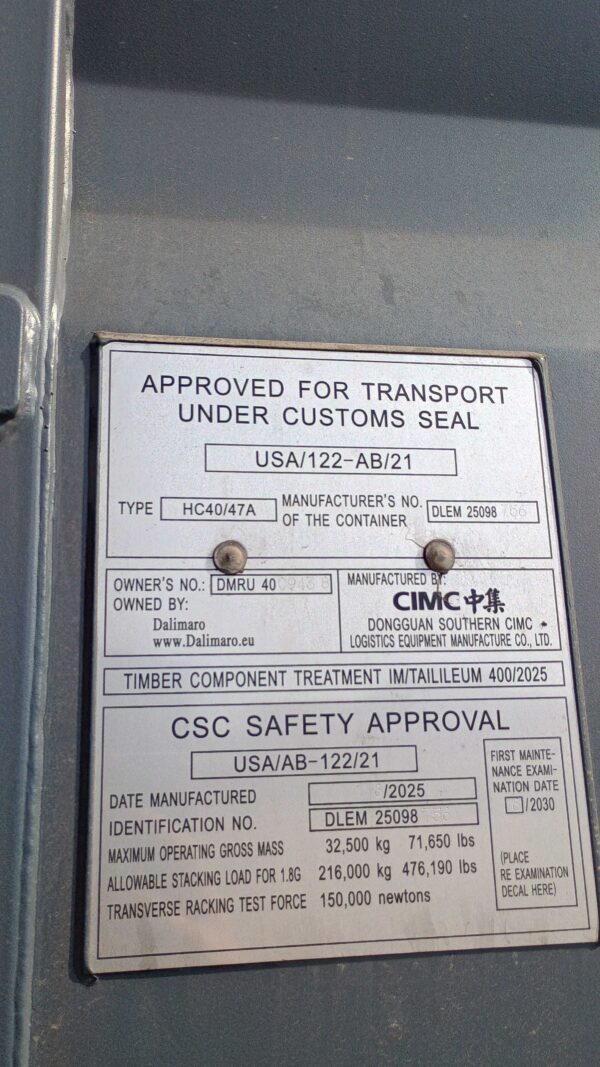 APPROVED FOR TRANSPORT
UNDER CUSTOMS SEAL
USA/122-AB/21
TYPE HC40/47A
MANUFACTURER'S NO.
OF THE CONTAINER
DLEM 25098
OWNER'S NO.: DMRU 40
OWNED BY:
Dalimaro
www.Dalimaro.eu
MANUFACTURED BY:
CIMC中集
DONGGUAN SOUTHERN CIMC
LOGISTICS EQUIPMENT MANUFACTURE CO., LTD.
TIMBER COMPONENT TREATMENT IM/TAILILEUM 400/2025
CSC SAFETY APPROVAL
USA/AB-122/21
DATE MANUFACTURED /2025
IDENTIFICATION NO. DLEM 25098
MAXIMUM OPERATING GROSS MASS 32,500 kg 71,650 lbs
ALLOWABLE STACKING LOAD FOR 1.8G 216,000 kg 476,190 lbs
TRANSVERSE RACKING TEST FORCE 150,000 newtons
FIRST MAINTE-
NANCE EXAMI-
NATION DATE
/2030
(PLACE
RE EXAMINATION
DECAL HERE)